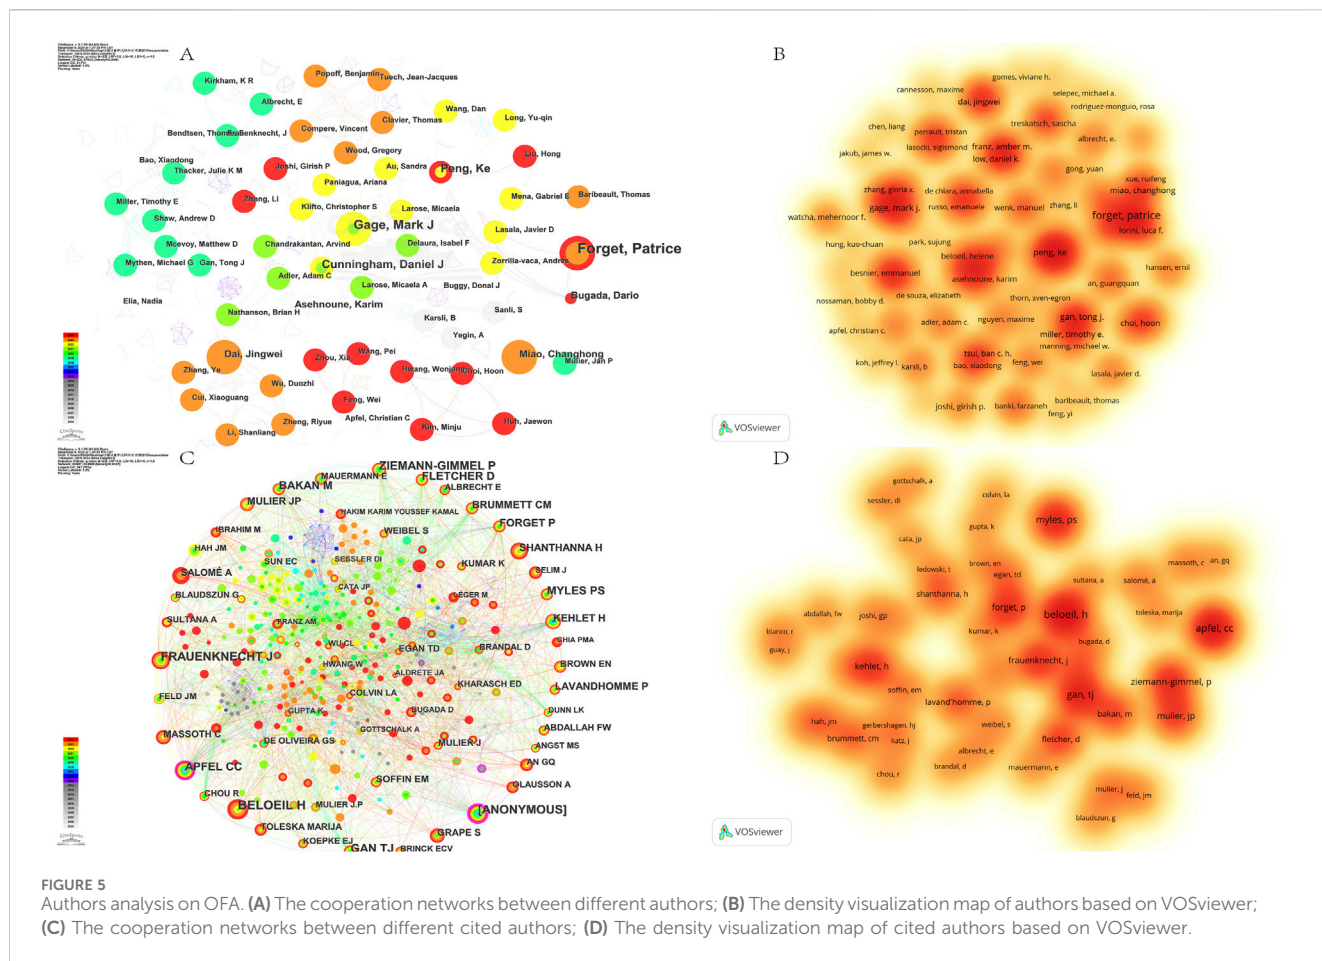 A
Kirkham, K R
Popoff, Benjamin
Tuech, Jean-Jacques
Albrecht, E
Wang, Dan
Long, Yu-qin
Clavier, Thomas
Compere, Vincent
Wood, Gregory
Bao, Xiaodong
Thacker, Julie K M
Joshi, Girish P
Au, Sandra
Peng, Ke
Liu, Hong
Paniagua, Ariana
Miller, Timothy E
Zhang, Li
Klifto, Christopher S
Larose, Micaela
Mena, Gabriel E
Baribeault, Thomas
Shaw, Andrew D
Gage, Mark J
Lasala, Javier D
Mcevoy, Matthew D
Chandrakantan, Arvind
Delaura, Isabel F
Forget, Patrice
Mythen, Michael G
Gan, Tong J
Cunningham, Daniel J
Zorrilla-vaca, Andres
Adler, Adam C
Larose, Micaela A
Buggy, Donal J
Bugada, Dario
Elia, Nadia
Nathanson, Brian H
Asehnoune, Karim
Karsli, B
Sanli, S
Yegin, A
Dai, Jingwei
Zhou, Xia
Wang, Pei
Miao, Changhong
Mulier, Jan P
Zhang, Ye
Wu, Duozhi
Hwang, Wonjung
Choi, Hoon
Cui, Xiaoguang
Feng, Wei
Apfel, Christian C
Li, Shanliang
Zheng, Riyue
Kim, Minju
Huh, Jaewon
CiteSpace
B
gomes, viviane h.
cannesson, maxime
dai, jingwei
selepec, michael a.
rodriguez-monguio, rosa
chen, liang
perrault, tristan
treskatsch, sascha
lasocki, sigismond
franz, amber m.
albrecht, e.
jakub, james w.
low, daniel k.
gong, yuan
xue, ruifeng
zhang, gloria x.
de chiara, annabella
miao, changhong
gage, mark j.
russo, emanuele
wenk, manuel
zhang, li
forget, patrice
watcha, mehernoor f.
lorini, luca f.
hung, kuo-chuan
park, sujung
beloeil, helene
peng, ke
besnier, emmanuel
asehnoune, karim
an, guangquan
hansen, ernil
nossaman, bobby d.
de souza, elizabeth
thorn, sven-egron
apfel, christian c.
adler, adam c.
nguyen, maxime
gan, tong j.
choi, hoon
miller, timothy e.
manning, michael w.
koh, jeffrey l.
karsli, b
tsui, ban c. h.
feng, wei
bao, xiaodong
lasala, javier d.
joshi, girish p.
banki, farzaneh
baribeault, thomas
feng, yi
VOSviewer
C
ZIEMANN-GIMMEL P
MAUERMANN E
FLETCHER D
BAKAN M
ALBRECHT E
MULIER JP
BRUMMETT CM
HAKIM KARIM YOUSSEF KAMAL
IBRAHIM M
WEIBEL S
FORGET P
HAH JM
SUN EC
SESSLER DI
SHANTHANNA H
SALOMÉ A
KUMAR K
SELIM J
BLAUDSZUN G
CATA JP
LÉGER M
MYLES PS
SULTANA A
FRANZ AM
KEHLET H
WU CL
EGAN TD
BRANDAL D
CHIA PMA
FRAUENKNECHT J
HWANG W
ALDRETE JA
BROWN EN
FELD JM
COLVIN LA
KHARASCH ED
LAVANDHOMME P
GUPTA K
BUGADA D
DUNN LK
MASSOTH C
DE OLIVEIRA GS
GOTTSCHALK A
MULIER J
ABDALLAH FW
ANGST MS
APFEL CC
AN GQ
CHOU R
SOFFIN EM
GLAUSSON A
BELOEIL H
MULIER J.P
[ANONYMOUS]
TOLESKA MARIJA
GRAPE S
KOEPKE EJ
GAN TJ
BRINCK ECV
CiteSpace
D
gottschalk, a
sessler, di
colvin, la
myles, ps
gupta, k
cata, jp
ledowski, t
brown, en
egan, td
sultana, a
salomé, a
massoth, c
an, gq
shanthanna, h
abdallah, fw
joshi, gp
forget, p
beloeil, h
toleska, marija
blanco, r
kumar, k
bugada, d
apfel, cc
guay, j
kehlet, h
frauenknecht, j
soffin, em
gan, tj
ziemann-gimmel, p
lavand'homme, p
bakan, m
mulier, jp
hah, jm
gerbershagen, hj
weibel, s
brummett, cm
katz, j
fletcher, d
albrecht, e
chou, r
brandal, d
mauermann, e
mulier, j
feld, jm
blaudszun, g
VOSviewer
FIGURE 5
Authors analysis on OFA. (A) The cooperation networks between different authors; (B) The density visualization map of authors based on VOSviewer;
(C) The cooperation networks between different cited authors; (D) The density visualization map of cited authors based on VOSviewer.